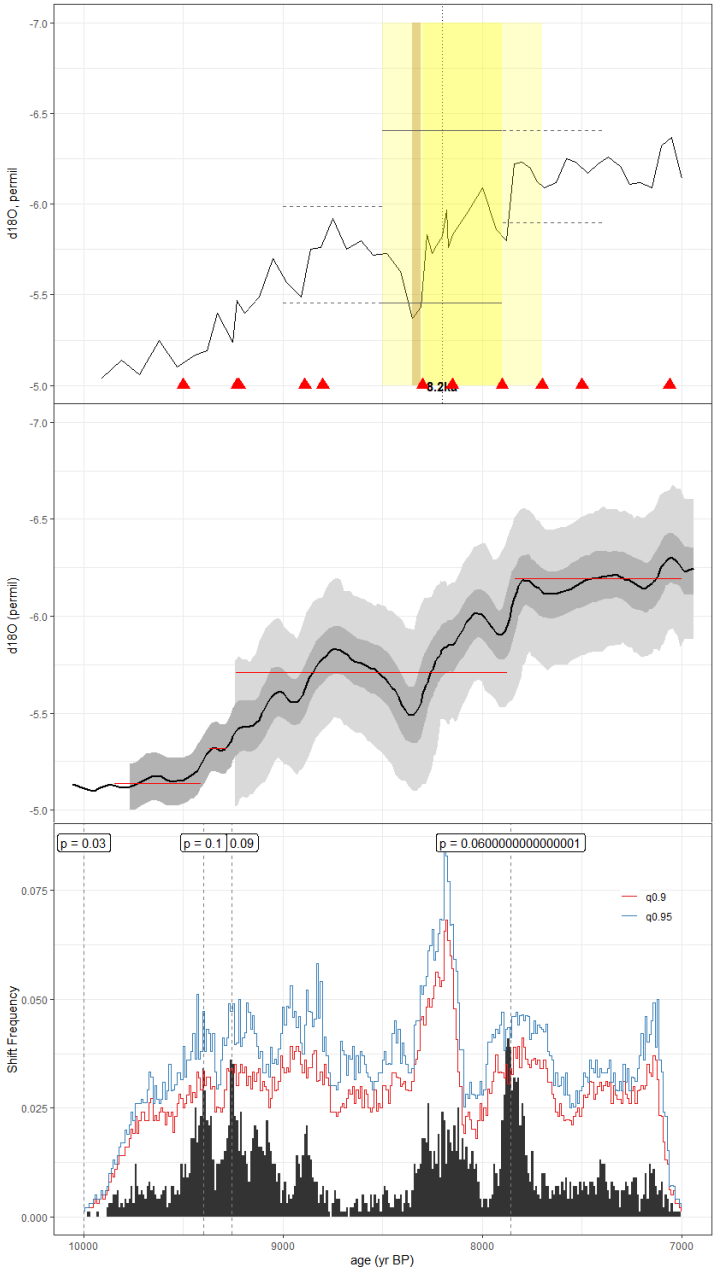 -7.0
-6.5
d18O, permil
-6.0
-5.5
-5.0
8.2ka
-7.0
-6.5
d18O (permil)
-6.0
-5.5
-5.0
p = 0.03
p = 0.1
0.09
p = 0.0600000000000001
0.075
q0.9
q0.95
0.050
Shift Frequency
0.025
0.000
10000 9000 8000 7000
age (yr BP)